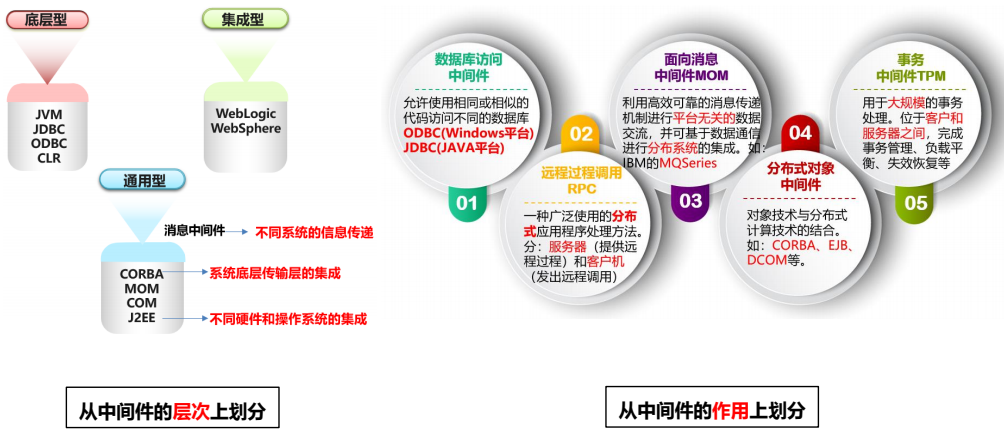 底层型
JVM
JDBC
ODBC
CLR
集成型
WebLogic
WebSphere
通用型
消息中间件
不同系统的信息传递
CORBA
系统底层传输层的集成
MOM
COM
J2EE
不同硬件和操作系统的集成
从中间件的层次上划分
数据库访问
中间件
允许使用相同或相似的
代码访问不同的数据库
ODBC(Windows平台)
JDBC(JAVA平台)
01
02
远程过程调用
RPC
一种广泛使用的分布
式应用程序处理方法。
分：服务器（提供远
程过程）和客户机
（发出远程调用）
面向消息
中间件MOM
利用高效可靠的消息传递
机制进行平台无关的数据
交流，并可基于数据通信
进行分布系统的集成。如：
IBM的MQSeries
03
04
分布式对象
中间件
对象技术与分布式
计算技术的结合。
如：CORBA、EJB、
DCOM等。
事务
中间件TPM
用于大规模的事务
处理。位于客户和
服务器之间，完成
事务管理、负载平
衡、失效恢复等
05
从中间件的作用上划分